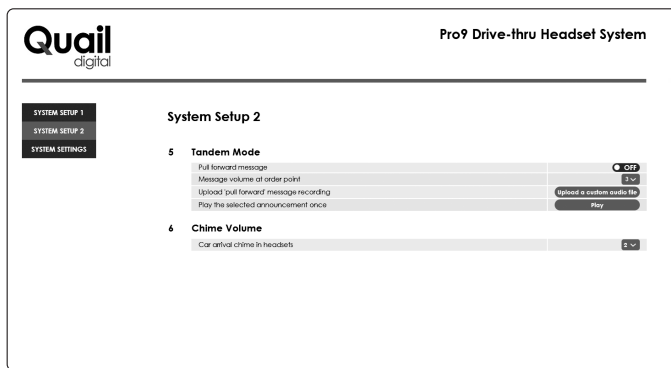 Quail
digital
Pro9 Drive-thru Headset System
SYSTEM SETUP 1
SYSTEM SETUP 2
SYSTEM SETTINGS
System Setup 2
5 Tandem Mode
Pull forward message OFF
Message volume at order point 3
Upload 'pull forward' message recording Upload a custom audio file
Play the selected announcement once Play
6 Chime Volume
Car arrival chime in headsets 2